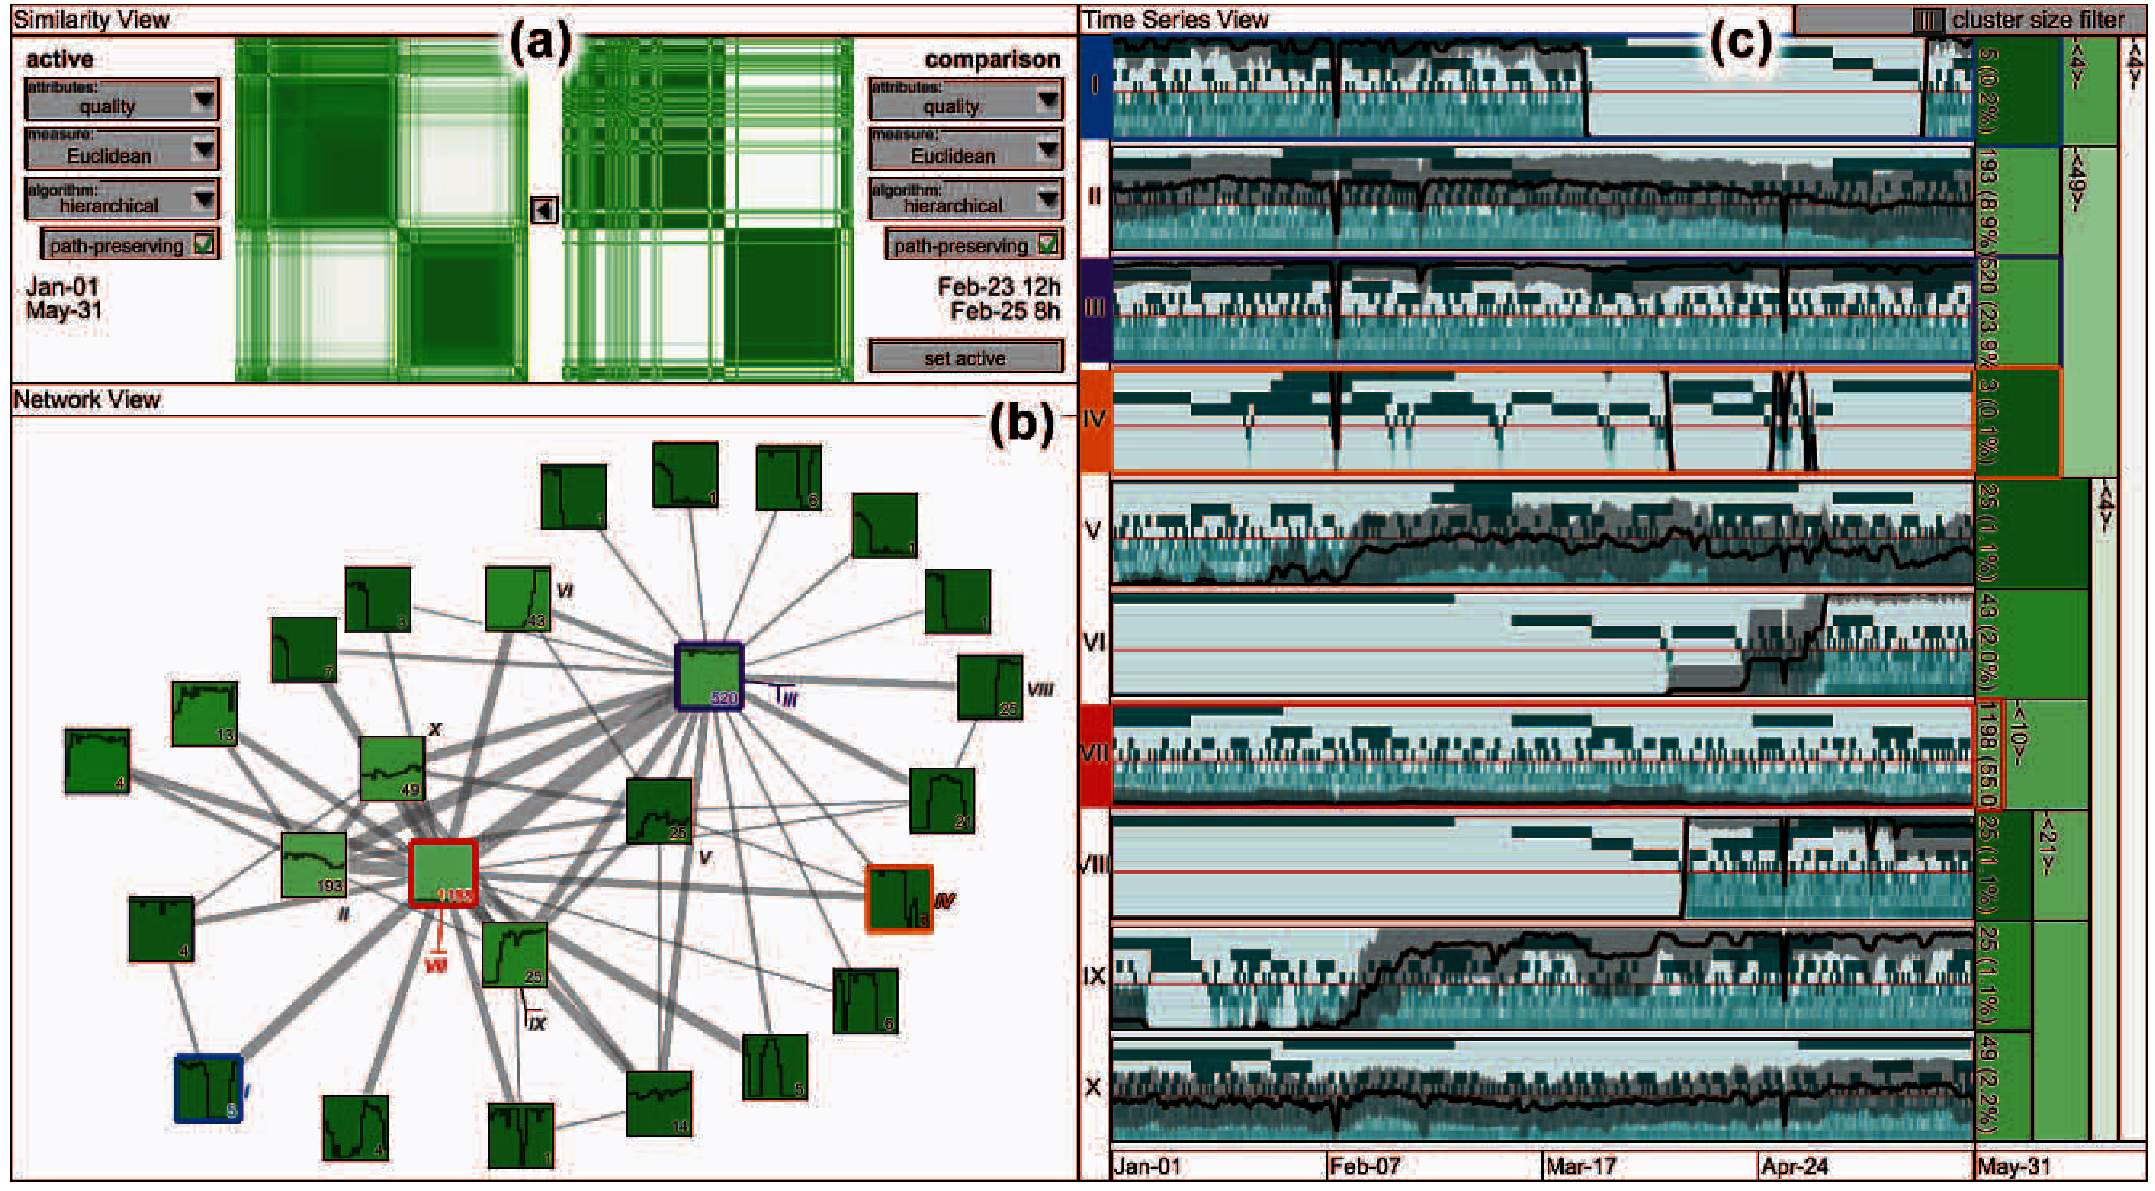 Similarity View
(a)
active
attributes:
quality
measure:
Euclidean
algorithm:
hierarchical
path-preserving
Jan-01
May-31
comparison
attributes:
quality
measure:
Euclidean
algorithm:
hierarchical
path-preserving
Feb-23 12h
Feb-25 8h
set active
Network View
(b)
1
1
6
1
3
VI
43
1
7
520
III
VIII
25
13
X
4
49
25
V
21
193
II
VII
IV
4
25
IX
6
5
I
4
1
14
5
Time Series View
(c)
cluster size filter
I
5 (0.2%)
<4>
<4>
II
193 (8.9%)
<49>
III
520 (23.9%
IV
3 (0.1%)
V
25 (1.1%)
<4>
VI
43 (2.0%)
VII
1198 (55.0
<10>
VIII
25 (1.1%)
<21>
IX
25 (1.1%)
X
49 (2.2%)
Jan-01
Feb-07
Mar-17
Apr-24
May-31